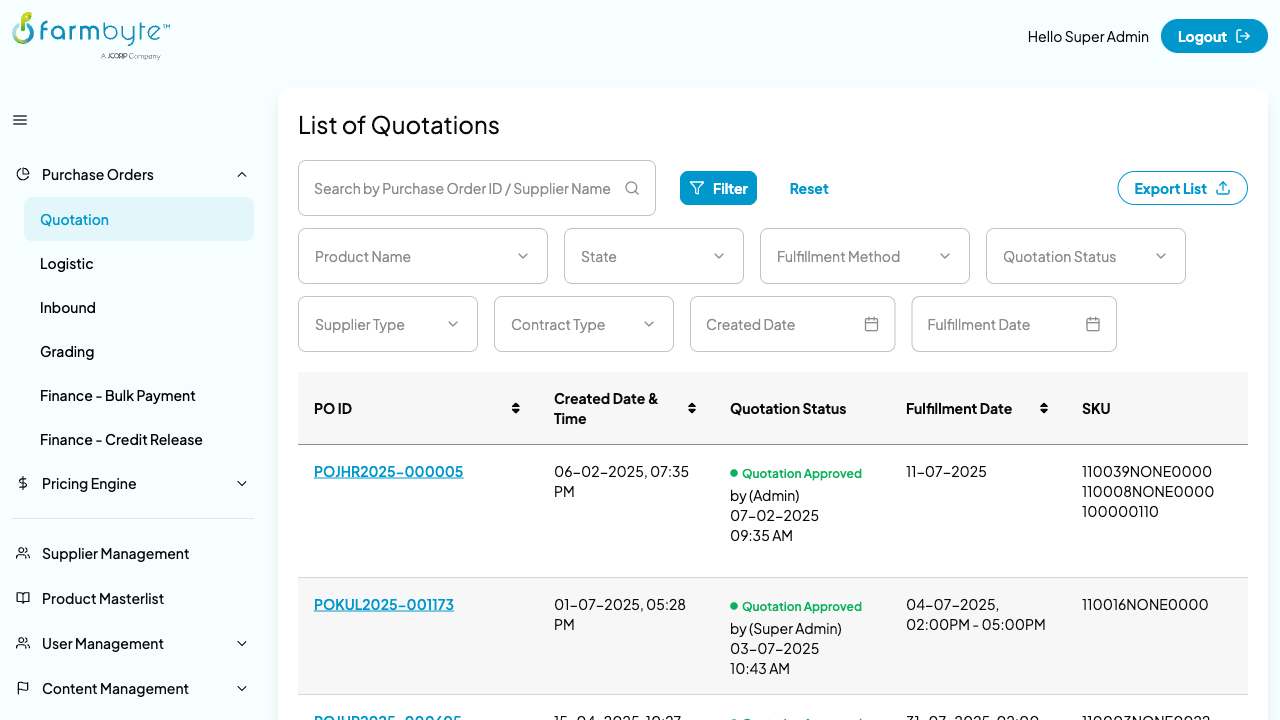 farmbyte™
A JCORP Company
Hello Super Admin
Logout
Purchase Orders
Quotation
Logistic
Inbound
Grading
Finance - Bulk Payment
Finance - Credit Release
Pricing Engine
Supplier Management
Product Masterlist
User Management
Content Management
List of Quotations
Search by Purchase Order ID / Supplier Name
Filter
Reset
Export List
Product Name
State
Fulfillment Method
Quotation Status
Supplier Type
Contract Type
Created Date
Fulfillment Date
PO ID
Created Date &
Time
Quotation Status
Fulfillment Date
SKU
POJHR2025-000005
06-02-2025, 07:35
PM
Quotation Approved
by (Admin)
07-02-2025
09:35 AM
11-07-2025
110039NONE0000
110008NONE0000
100000110
POKUL2025-001173
01-07-2025, 05:28
PM
Quotation Approved
by (Super Admin)
03-07-2025
10:43 AM
04-07-2025,
02:00PM - 05:00PM
110016NONE0000